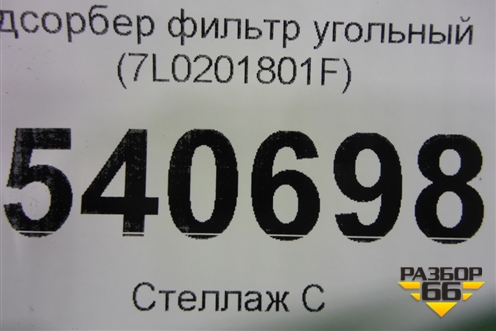 дсорбер фильтр угольный
(7L0201801F)
540698
Стеллаж С
РАЗБОР
66